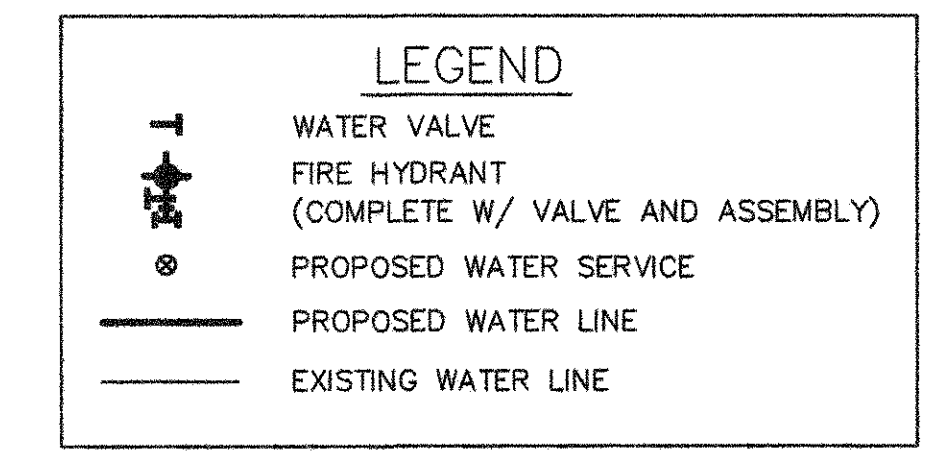 LEGEND
WATER VALVE
FIRE HYDRANT
(COMPLETE W/ VALVE AND ASSEMBLY)
PROPOSED WATER SERVICE
PROPOSED WATER LINE
EXISTING WATER LINE